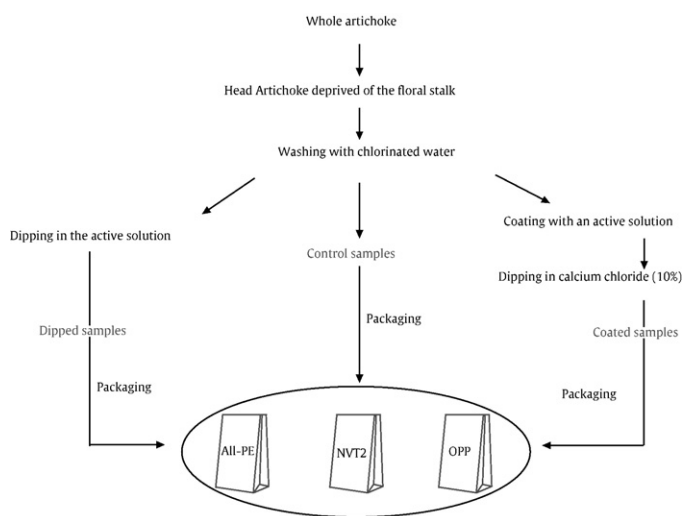 Whole artichoke
Head Artichoke deprived of the floral stalk
Washing with chlorinated water
Dipping in the active solution
Control samples
Coating with an active solution
Dipping in calcium chloride (10%)
Dipped samples
Packaging
Coated samples
Packaging
Packaging
All-PE
NVT2
OPP